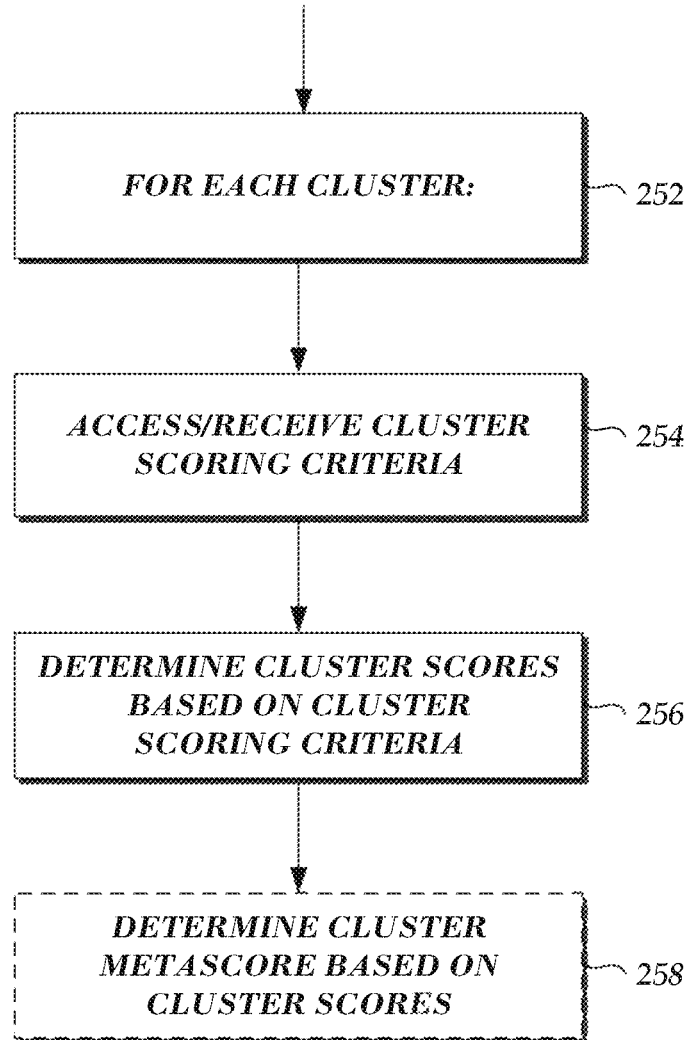 FOR EACH CLUSTER:
252
ACCESS/RECEIVE CLUSTER
SCORING CRITERIA
254
DETERMINE CLUSTER SCORES
BASED ON CLUSTER
SCORING CRITERIA
256
DETERMINE CLUSTER
METASCORE BASED ON
CLUSTER SCORES
258